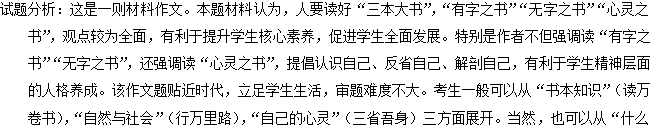 试题分析：这是一则材料作文。本题材料认为，人要读好“三本大书”，“有字之书”“无字之书”“心灵之
书”，观点较为全面，有利于提升学生核心素养，促进学生全面发展。特别是作者不但强调读“有字之
书”“无字之书”，还强调读“心灵之书”，提倡认识自己、反省自己、解剖自己，有利于学生精神层面
的人格养成。该作文题贴近时代，立足学生生活，审题难度不大。考生一般可以从“书本知识”（读万
卷书），“自然与社会”（行万里路），“自己的心灵”（三省吾身）三方面展开。当然，也可以从“什么